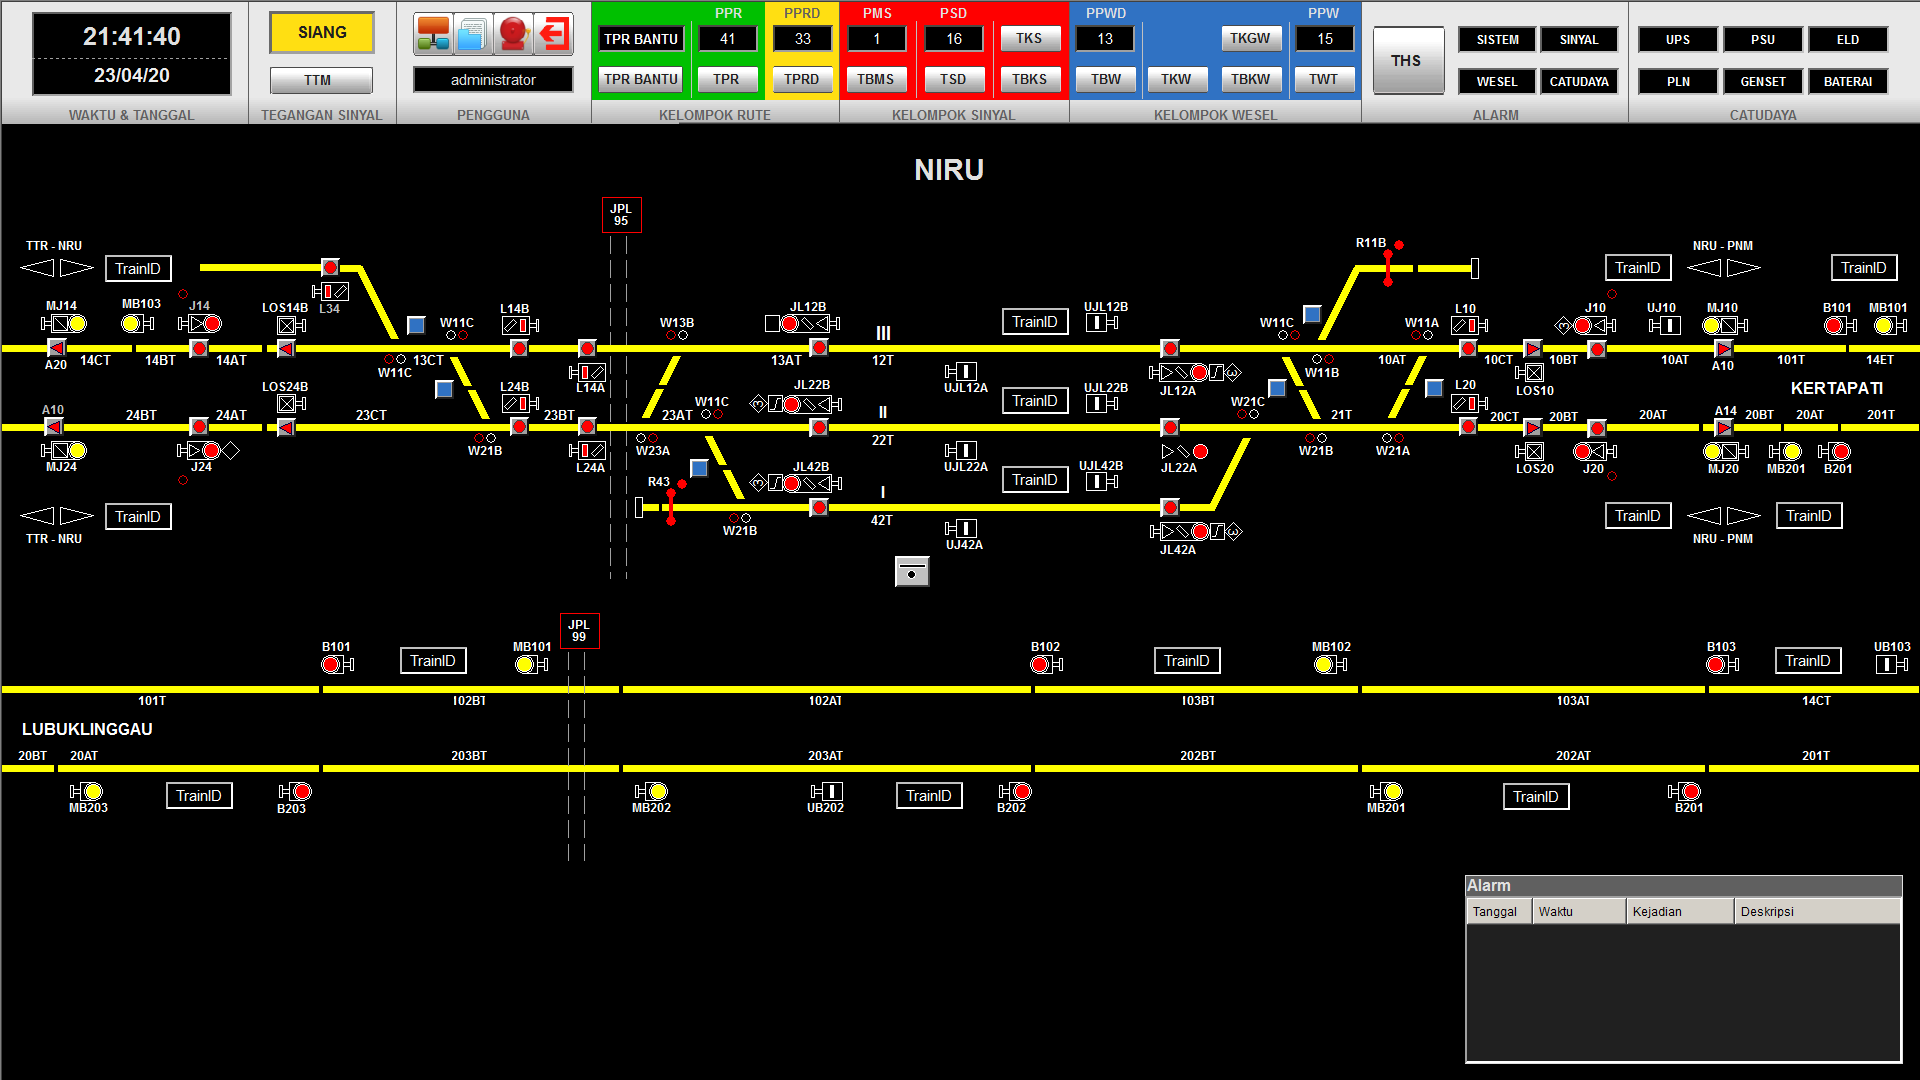 21:41:40
23/04/20
WAKTU & TANGGAL
SIANG
TTM
TEGANGAN SINYAL
administrator
PENGGUNA
PPR PPRD
TPR BANTU 41 33
TPR BANTU TPR TPRD
KELOMPOK RUTE
PMS PSD
1 16 TKS
TBMS TSD TBKS
KELOMPOK SINYAL
PPWD PPW
13 TKGW 15
TBW TKW TBKW TWT
KELOMPOK WESEL
THS
SISTEM SINYAL
WESEL CATUDAYA
ALARM
UPS PSU ELD
PLN GENSET BATERAI
CATUDAYA
NIRU
JPL
95
TTR - NRU R11B NRU - PNM
TrainID TrainID TrainID
MJ14 MB103 J14 LOS14B L34 L14B JL12B UJL12B L10 J10 UJ10 MJ10 B101 MB101
TrainID
W11C W13B W11C W11A
III
A20 14CT 14BT 14AT W11C 13CT 13AT 12T W11B 10AT 10CT 10BT 10AT A10 101T 14ET
L14A UJL12A JL12A LOS10
LOS24B L24B JL22B UJL22B L20 KERTAPATI
TrainID
A10 24BT 24AT 23CT 23BT 23AT W11C II W21C 21T 20CT 20BT 20AT A14 20BT 20AT 201T
22T
MJ24 J24 W21B L24A W23A UJL22A JL22A W21B W21A LOS20 J20 MJ20 MB201 B201
R43 JL42B UJL42B
TrainID
I
TrainID TrainID TrainID
W21B 42T
TTR - NRU UJ42A JL42A NRU - PNM
JPL
99
B101 TrainID MB101 B102 TrainID MB102 B103 TrainID UB103
101T 102BT 102AT 103BT 103AT 14CT
LUBUKLINGGAU
20BT 20AT 203BT 203AT 202BT 202AT 201T
MB203 TrainID B203 MB202 UB202 TrainID B202 MB201 TrainID B201
Alarm
Tanggal Waktu Kejadian Deskripsi